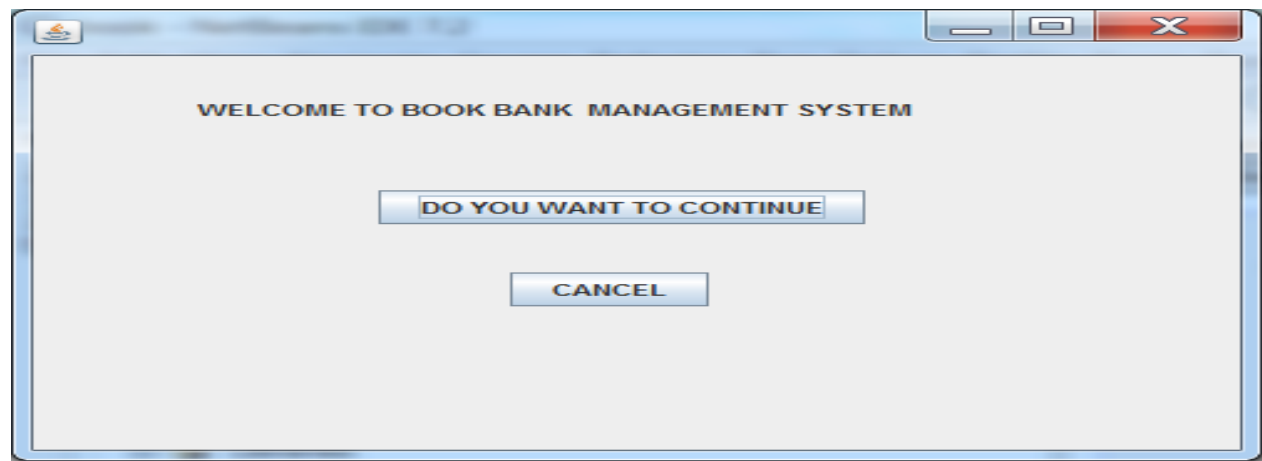 WELCOME TO BOOK BANK MANAGEMENT SYSTEM
DO YOU WANT TO CONTINUE
CANCEL